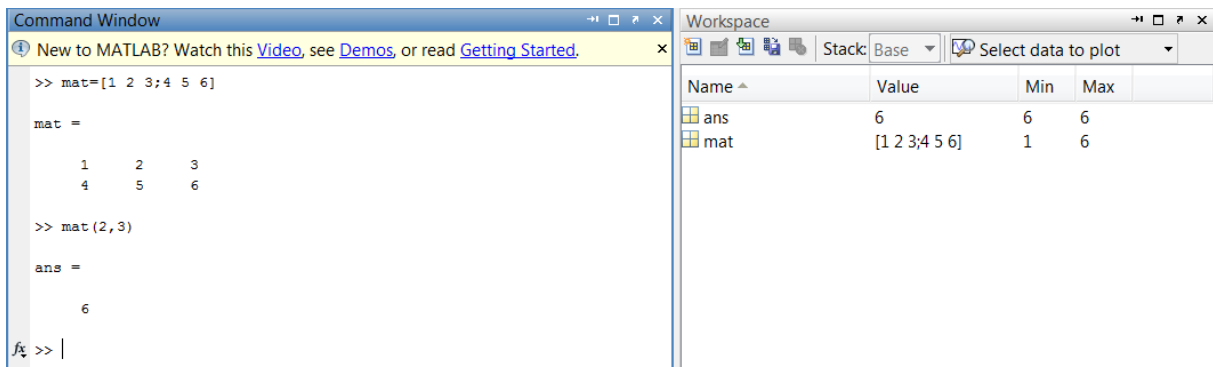 Command Window
New to MATLAB? Watch this Video, see Demos, or read Getting Started.
>> mat=[1 2 3;4 5 6]
mat =
1 2 3
4 5 6
>> mat(2,3)
ans =
6
fx >>
Workspace
Stack: Base Select data to plot
Name Value Min Max
ans 6 6 6
mat [1 2 3;4 5 6] 1 6